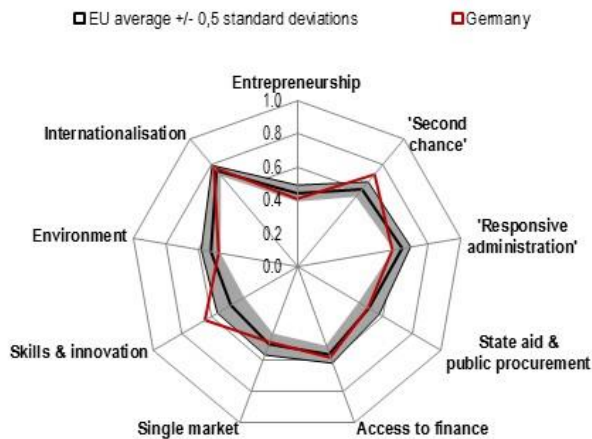 EU average +/- 0,5 standard deviations
Germany
Entrepreneurship
1.0
0.8
0.6
0.4
0.2
0.0
'Second
chance'
'Responsive
administration'
State aid &
public procurement
Access to finance
Single market
Skills & innovation
Environment
Internationalisation